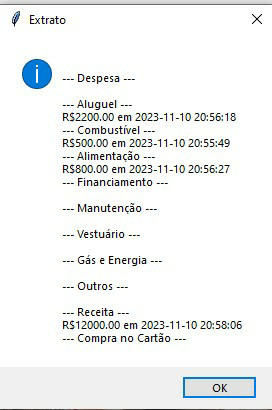 Extrato
--- Despesa ---
--- Aluguel ---
R$2200.00 em 2023-11-10 20:56:18
--- Combustível ---
R$500.00 em 2023-11-10 20:55:49
--- Alimentação ---
R$800.00 em 2023-11-10 20:56:27
--- Financiamento ---
--- Manutenção ---
--- Vestuário ---
--- Gás e Energia ---
--- Outros ---
--- Receita ---
R$12000.00 em 2023-11-10 20:58:06
--- Compra no Cartão ---
OK